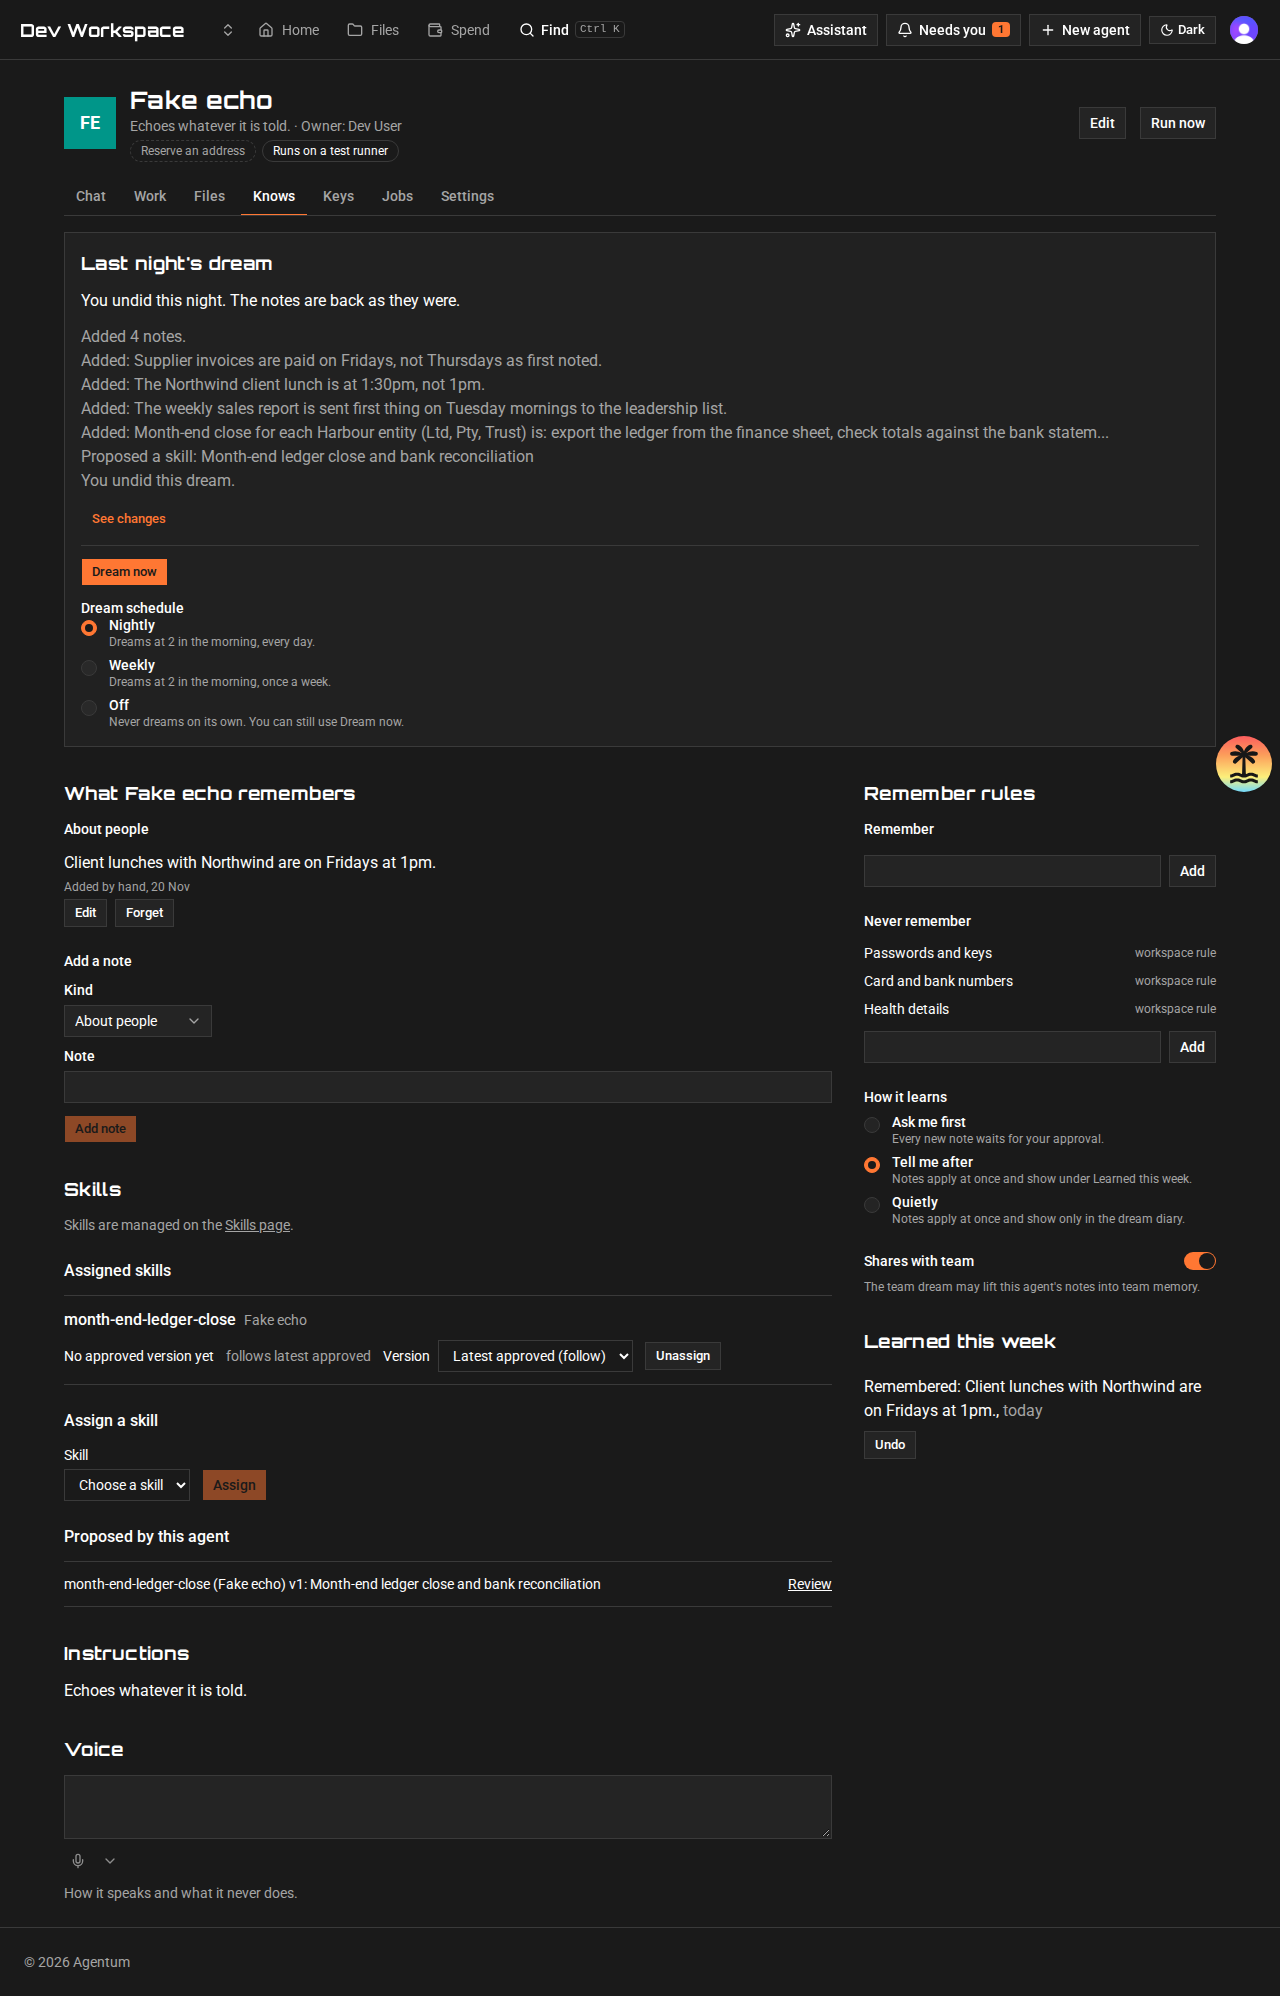 Dev Workspace
Home
Files
Spend
Find Ctrl K
Assistant
Needs you 1
New agent
Dark
FE
Fake echo
Echoes whatever it is told. · Owner: Dev User
Reserve an address
Runs on a test runner
Edit
Run now
Chat
Work
Files
Knows
Keys
Jobs
Settings
Last night's dream
You undid this night. The notes are back as they were.
Added 4 notes.
Added: Supplier invoices are paid on Fridays, not Thursdays as first noted.
Added: The Northwind client lunch is at 1:30pm, not 1pm.
Added: The weekly sales report is sent first thing on Tuesday mornings to the leadership list.
Added: Month-end close for each Harbour entity (Ltd, Pty, Trust) is: export the ledger from the finance sheet, check totals against the bank statem...
Proposed a skill: Month-end ledger close and bank reconciliation
You undid this dream.
See changes
Dream now
Dream schedule
Nightly
Dreams at 2 in the morning, every day.
Weekly
Dreams at 2 in the morning, once a week.
Off
Never dreams on its own. You can still use Dream now.
What Fake echo remembers
About people
Client lunches with Northwind are on Fridays at 1pm.
Added by hand, 20 Nov
Edit
Forget
Add a note
Kind
About people
Note
Add note
Skills
Skills are managed on the Skills page.
Assigned skills
month-end-ledger-close Fake echo
No approved version yet follows latest approved Version Latest approved (follow) Unassign
Assign a skill
Skill
Choose a skill
Assign
Proposed by this agent
month-end-ledger-close (Fake echo) v1: Month-end ledger close and bank reconciliation Review
Instructions
Echoes whatever it is told.
Voice
How it speaks and what it never does.
Remember rules
Remember
Add
Never remember
Passwords and keys workspace rule
Card and bank numbers workspace rule
Health details workspace rule
Add
How it learns
Ask me first
Every new note waits for your approval.
Tell me after
Notes apply at once and show under Learned this week.
Quietly
Notes apply at once and show only in the dream diary.
Shares with team
The team dream may lift this agent's notes into team memory.
Learned this week
Remembered: Client lunches with Northwind are
on Fridays at 1pm., today
Undo
© 2026 Agentum